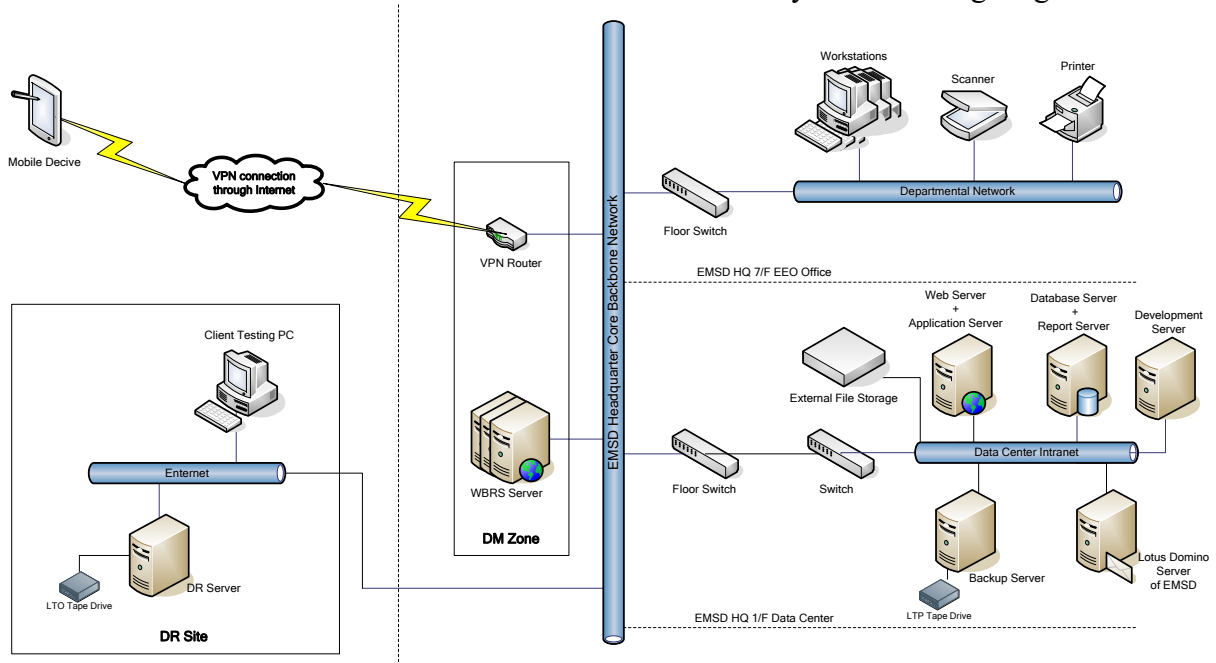 Mobile Decive
VPN connection
through Internet
VPN Router
WBRS Server
DM Zone
Client Testing PC
Enternet
DR Server
LTO Tape Drive
DR Site
EMSD Headquarter Core Backbone Network
Workstations
Scanner
Printer
Departmental Network
Floor Switch
EMSD HQ 7/F EEO Office
Web Server
+
Application Server
Database Server
+
Report Server
Development
Server
External File Storage
Data Center Intranet
Floor Switch
Switch
Backup Server
LTP Tape Drive
Lotus Domino
Server
of EMSD
EMSD HQ 1/F Data Center